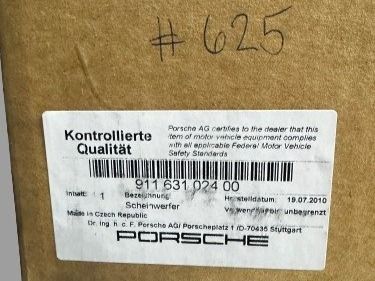 #625
Kontrollierte
Qualität
Porsche AG certifies to the dealer that this
item of motor vehicle equipment complies
with all applicable Federal Motor Vehicle
Safety Standards
911 631 024 00
Inhalt: 1 Bezeichnung Herstelldatum: 19.07.2010
Scheinwerfer Verwendbar: unbegrenzt
Made in Czech Republic
Dr. Ing. h. c. F. Porsche AG/ Porscheplatz 1 /D-70435 Stuttgart
PORSCHE